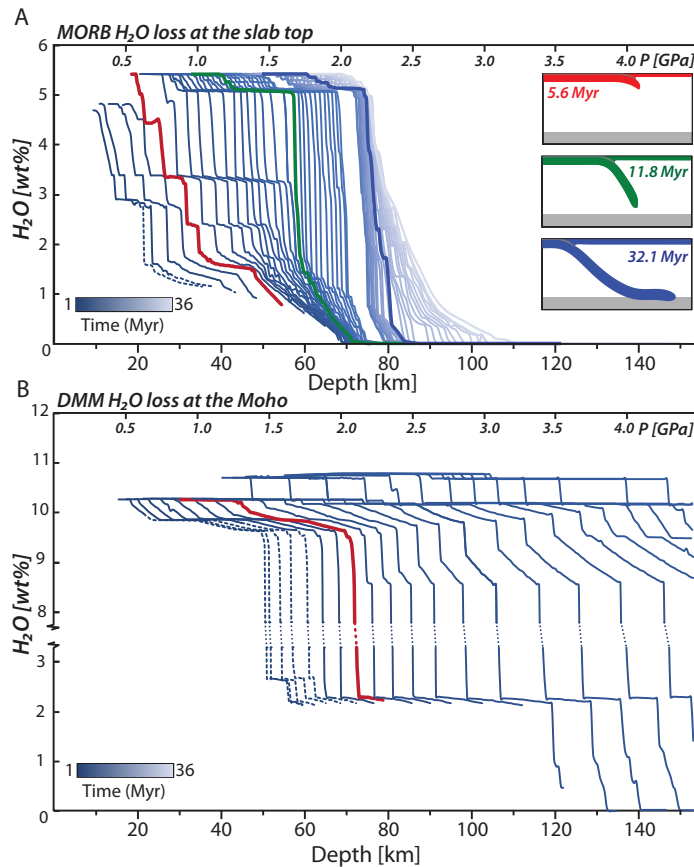 A
MORB H2O loss at the slab top
0.5 1.0 1.5 2.0 2.5 3.0 3.5 4.0 P [GPa]
6
5
4
3
2
1
0
H2O [wt%]
5.6 Myr
11.8 Myr
32.1 Myr
1 36
Time (Myr)
20 40 60 80 100 120 140
Depth [km]
B
DMM H2O loss at the Moho
0.5 1.0 1.5 2.0 2.5 3.0 3.5 4.0 P [GPa]
12
11
10
9
8
3
2
1
0
H2O [wt%]
1 36
Time (Myr)
20 40 60 80 100 120 140
Depth [km]